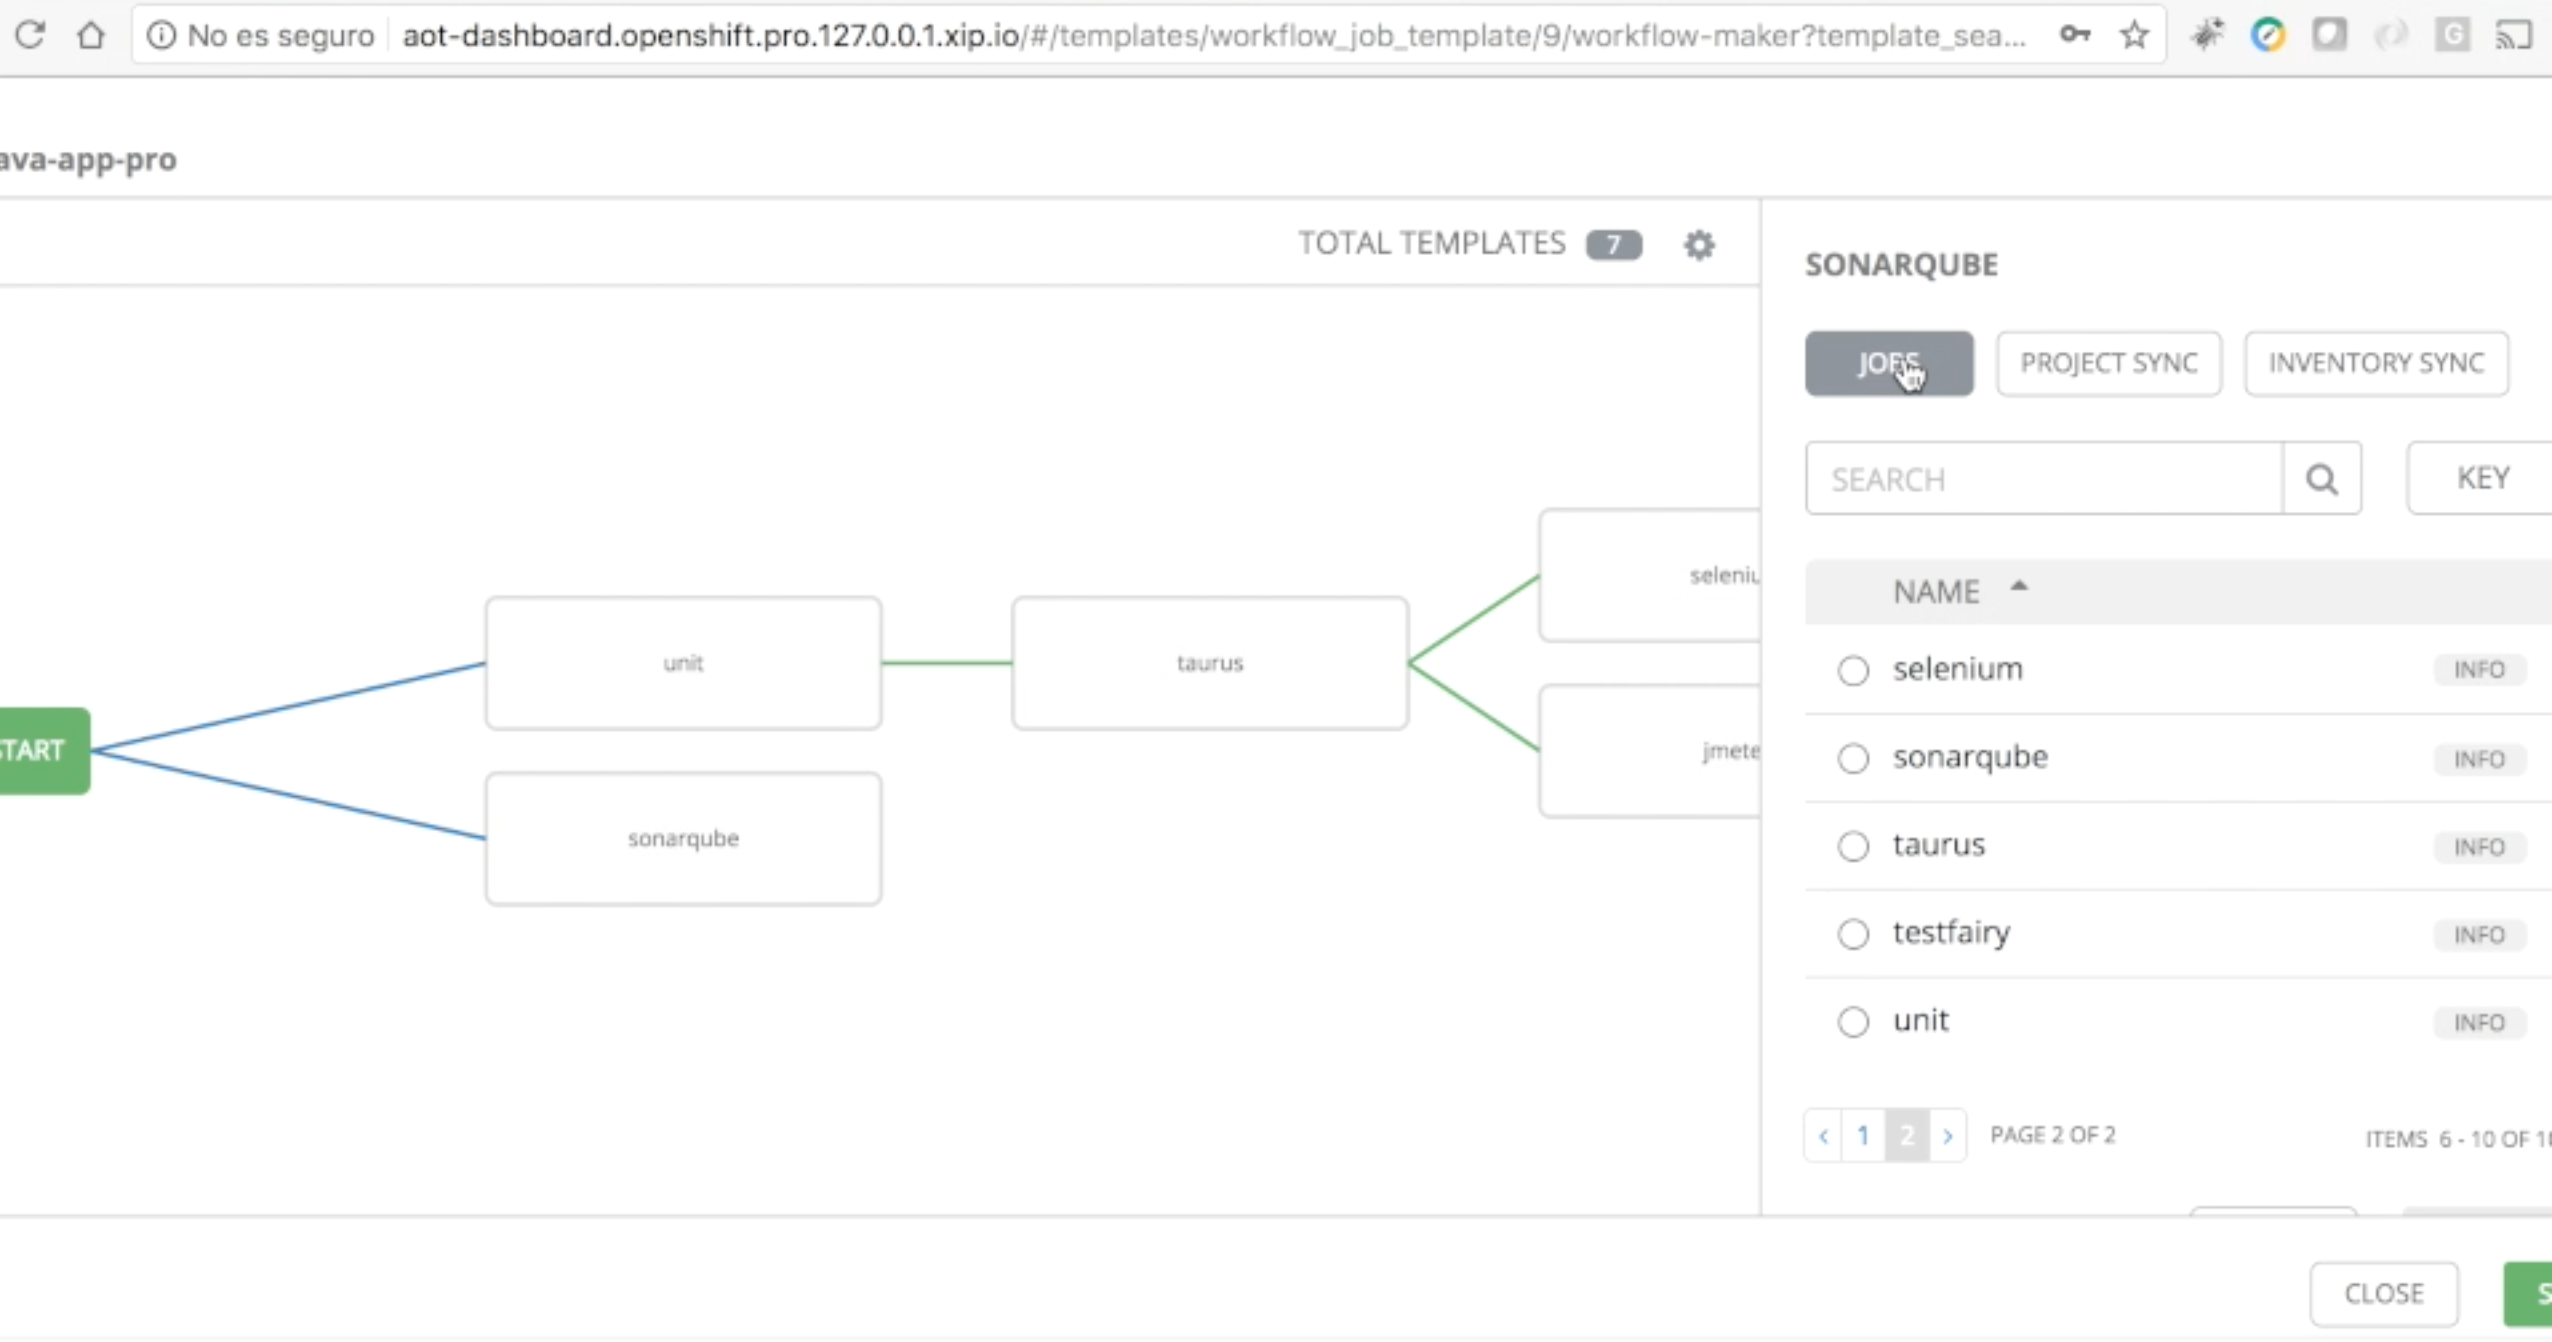 No es seguro aot-dashboard.openshift.pro.127.0.0.1.xip.io/#/templates/workflow_job_template/9/workflow-maker?template_sea...
G
ava-app-pro
TOTAL TEMPLATES 7
SONARQUBE
JOBS PROJECT SYNC INVENTORY SYNC
SEARCH KEY
NAME
START
unit
taurus
seleniu
jmete
sonarqube
selenium INFO
sonarqube INFO
taurus INFO
testfairy INFO
unit INFO
< 1 2 > PAGE 2 OF 2 ITEMS 6 - 10 OF 10
CLOSE S